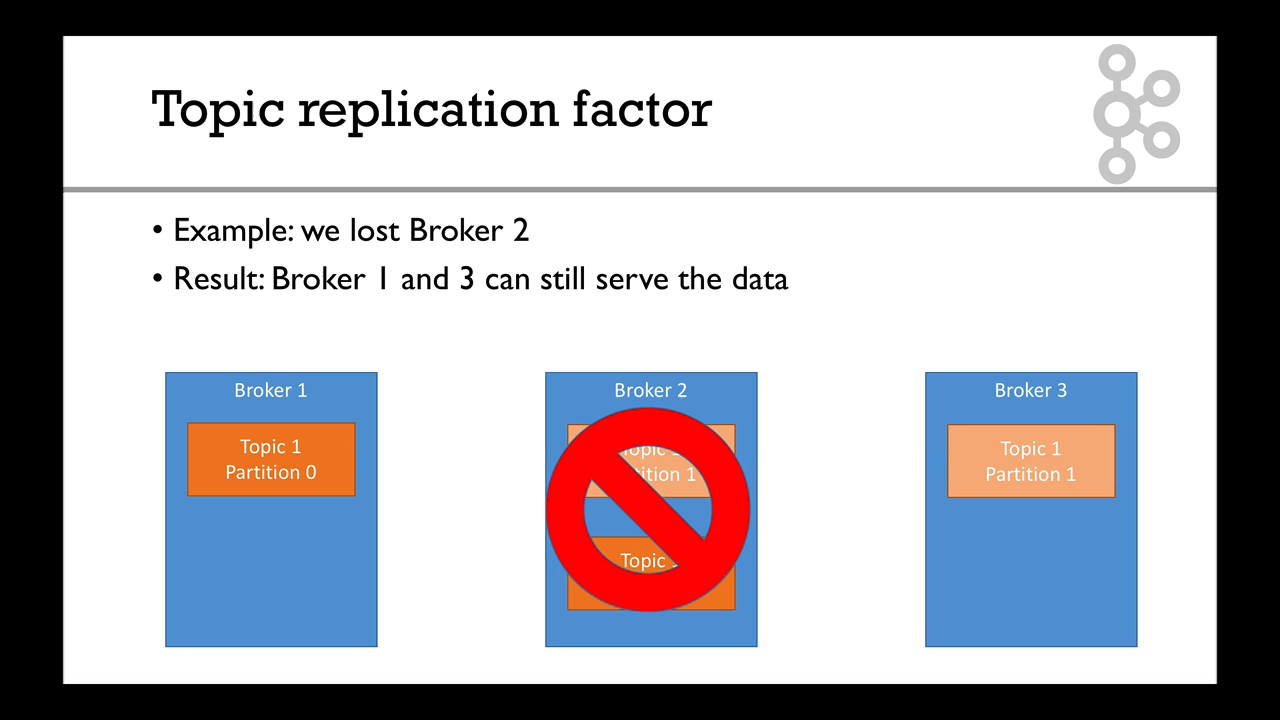 Topic replication factor
• Example: we lost Broker 2
• Result: Broker 1 and 3 can still serve the data
Broker 1
Topic 1
Partition 0
Broker 2
Topic
1
Topic
Broker 3
Topic 1
Partition 1